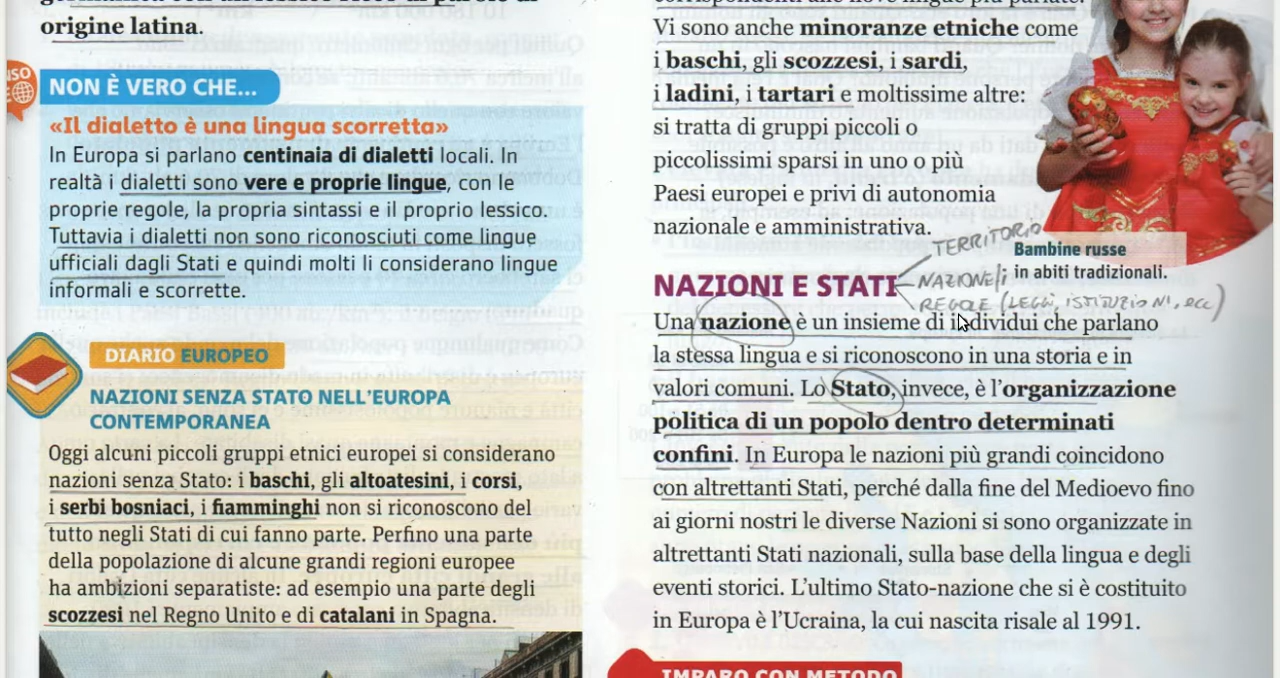 origine latina.
NON È VERO CHE...
«Il dialetto è una lingua scorretta»
In Europa si parlano centinaia di dialetti locali. In
realtà i dialetti sono vere e proprie lingue, con le
proprie regole, la propria sintassi e il proprio lessico.
Tuttavia i dialetti non sono riconosciuti come lingue
ufficiali dagli Stati e quindi molti li considerano lingue
informali e scorrette.
DIARIO EUROPEO
NAZIONI SENZA STATO NELL'EUROPA
CONTEMPORANEA
Oggi alcuni piccoli gruppi etnici europei si considerano
nazioni senza Stato: i baschi, gli altoatesini, i corsi,
i serbi bosniaci, i fiamminghi non si riconoscono del
tutto negli Stati di cui fanno parte. Perfino una parte
della popolazione di alcune grandi regioni europee
ha ambizioni separatiste: ad esempio una parte degli
scozzesi nel Regno Unito e di catalani in Spagna.
Vi sono anche minoranze etniche come
i baschi, gli scozzesi, i sardi,
i ladini, i tartari e moltissime altre:
si tratta di gruppi piccoli o
piccolissimi sparsi in uno o più
Paesi europei e privi di autonomia
nazionale e amministrativa.
Bambine russe
in abiti tradizionali.
NAZIONI E STATI
TERRITORIO
NAZIONE/I
REGOLE (LEGGI, ISTITUZIONI, ECC)
Una nazione è un insieme di individui che parlano
la stessa lingua e si riconoscono in una storia e in
valori comuni. Lo Stato, invece, è l'organizzazione
politica di un popolo dentro determinati
confini. In Europa le nazioni più grandi coincidono
con altrettanti Stati, perché dalla fine del Medioevo fino
ai giorni nostri le diverse Nazioni si sono organizzate in
altrettanti Stati nazionali, sulla base della lingua e degli
eventi storici. L'ultimo Stato-nazione che si è costituito
in Europa è l'Ucraina, la cui nascita risale al 1991.
IMPARO CON METODO